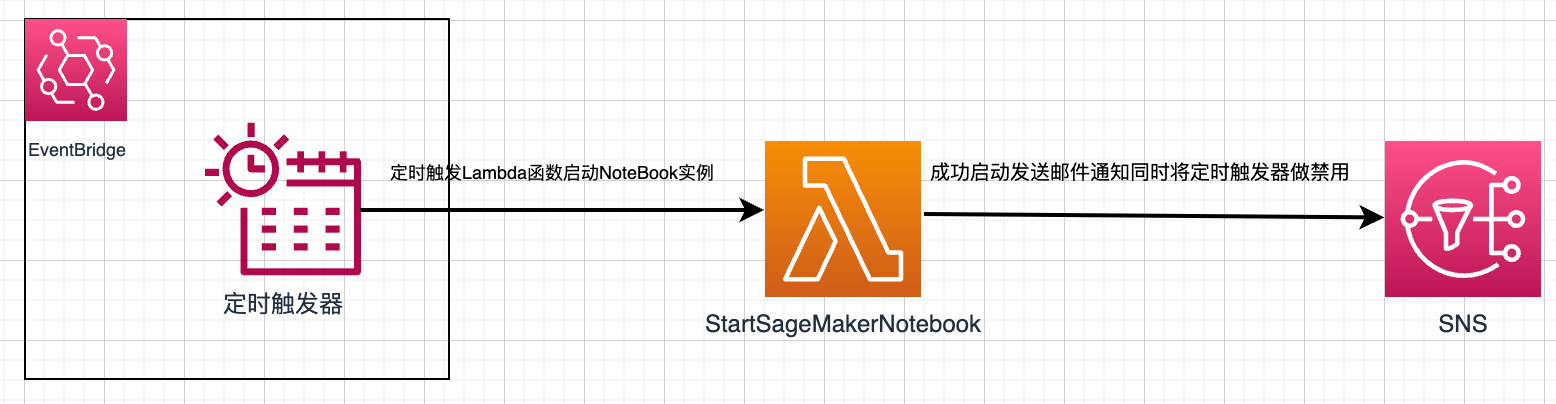 EventBridge
定时触发器
定时触发Lambda函数启动NoteBook实例
StartSageMakerNotebook
成功启动发送邮件通知同时将定时触发器做禁用
SNS